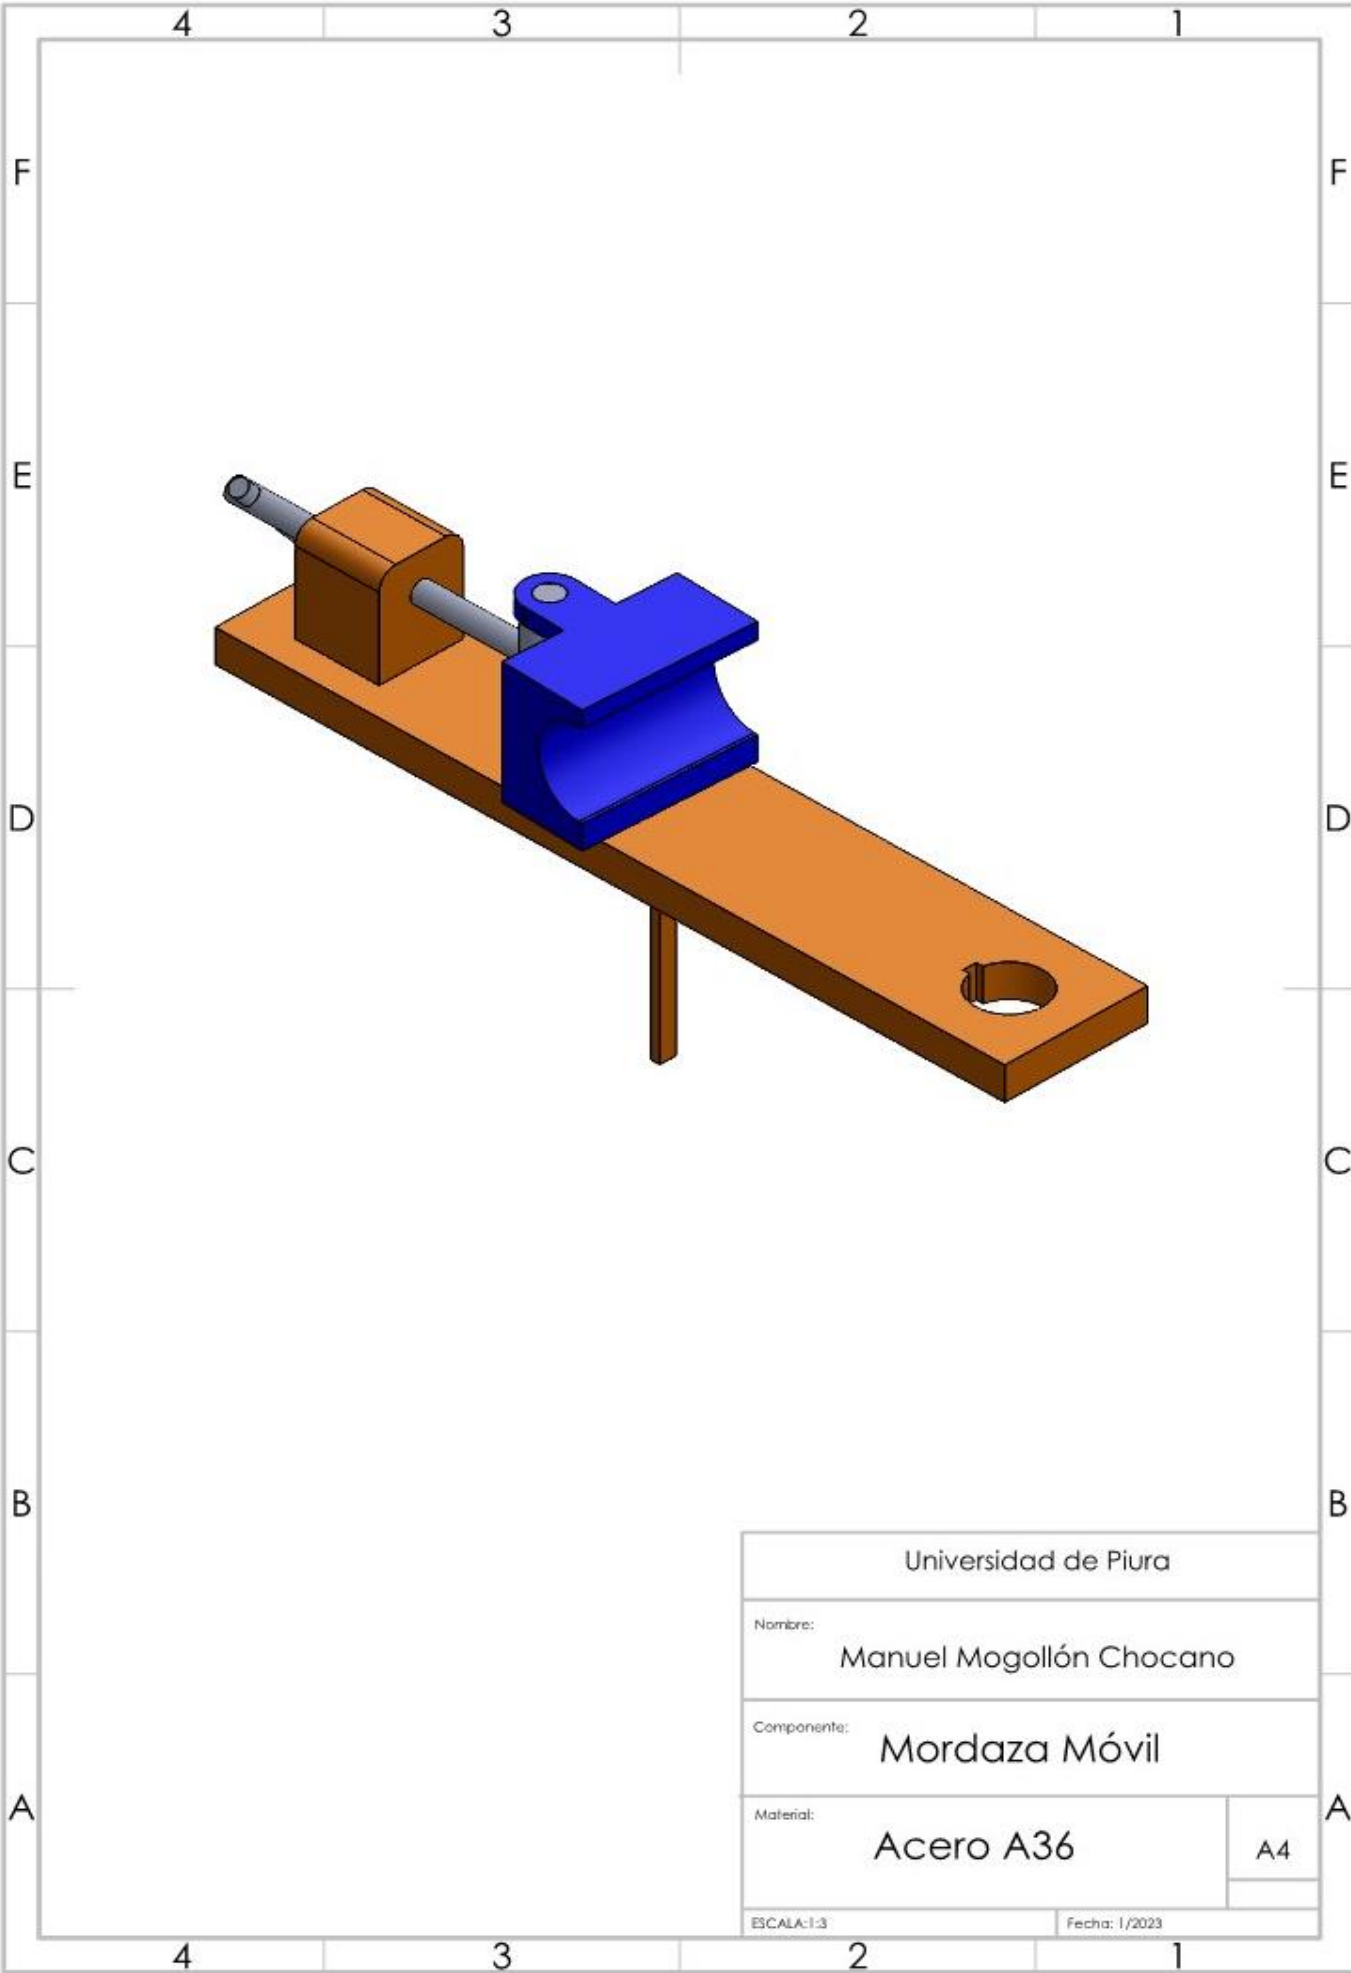 4 3 2 1
F F
E E
D D
C C
B B
Universidad de Piura
Nombre:
Manuel Mogollón Chocano
Componente:
Mordaza Móvil
A A
Material:
Acero A36
A4
ESCALA:1:3 Fecha: 1/2023
4 3 2 1